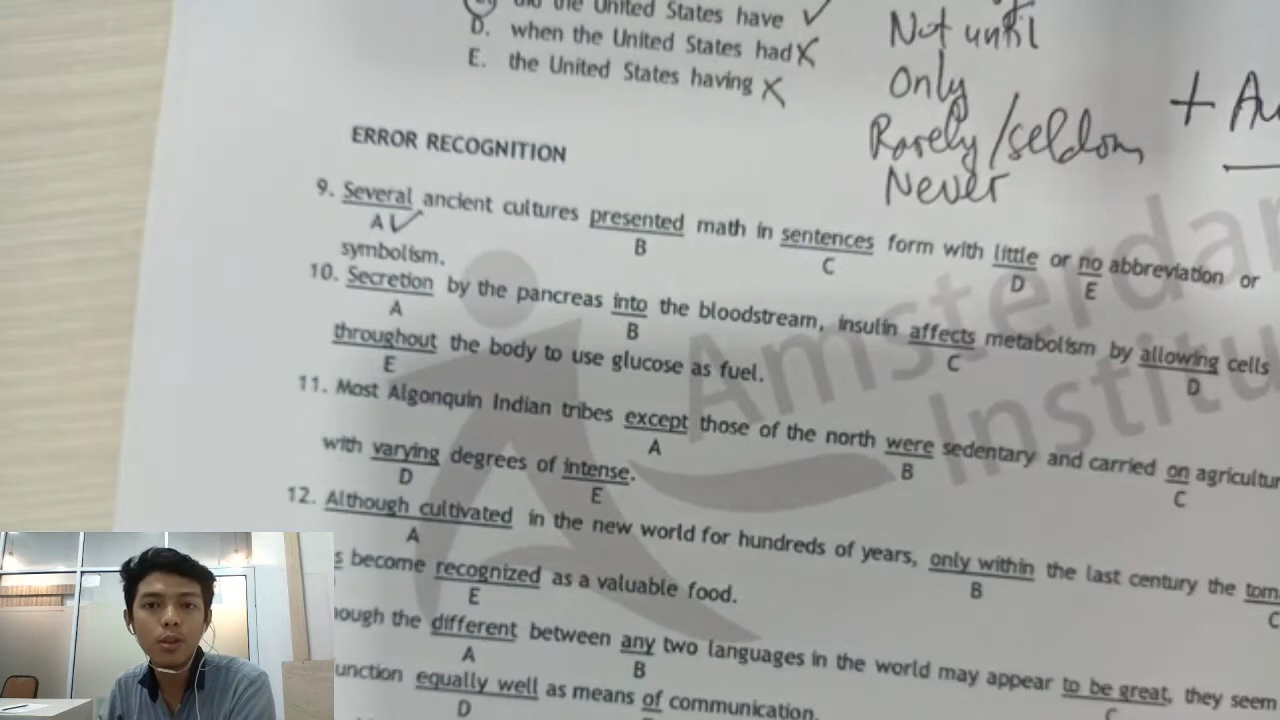 did the United States have ✓
D. when the United States had X
E. the United States having X
Not until
Only
Rarely/seldom
Never
+
ERROR RECOGNITION
9. Several ancient cultures presented math in sentences form with little or no abbreviation or
A ✓ B C D E
symbolism.
10. Secretion by the pancreas into the bloodstream, insulin affects metabolism by allowing cells
A B C D
throughout the body to use glucose as fuel.
E
11. Most Algonquin Indian tribes except those of the north were sedentary and carried on
A B C
with varying degrees of intense.
D E
12. Although cultivated in the new world for hundreds of years, only within the last century the
A B C
become recognized as a valuable food.
E
the different between any two languages in the world may appear to be great, they seem
A B C
equally well as means of communication.
D
Amsterdam
Institu